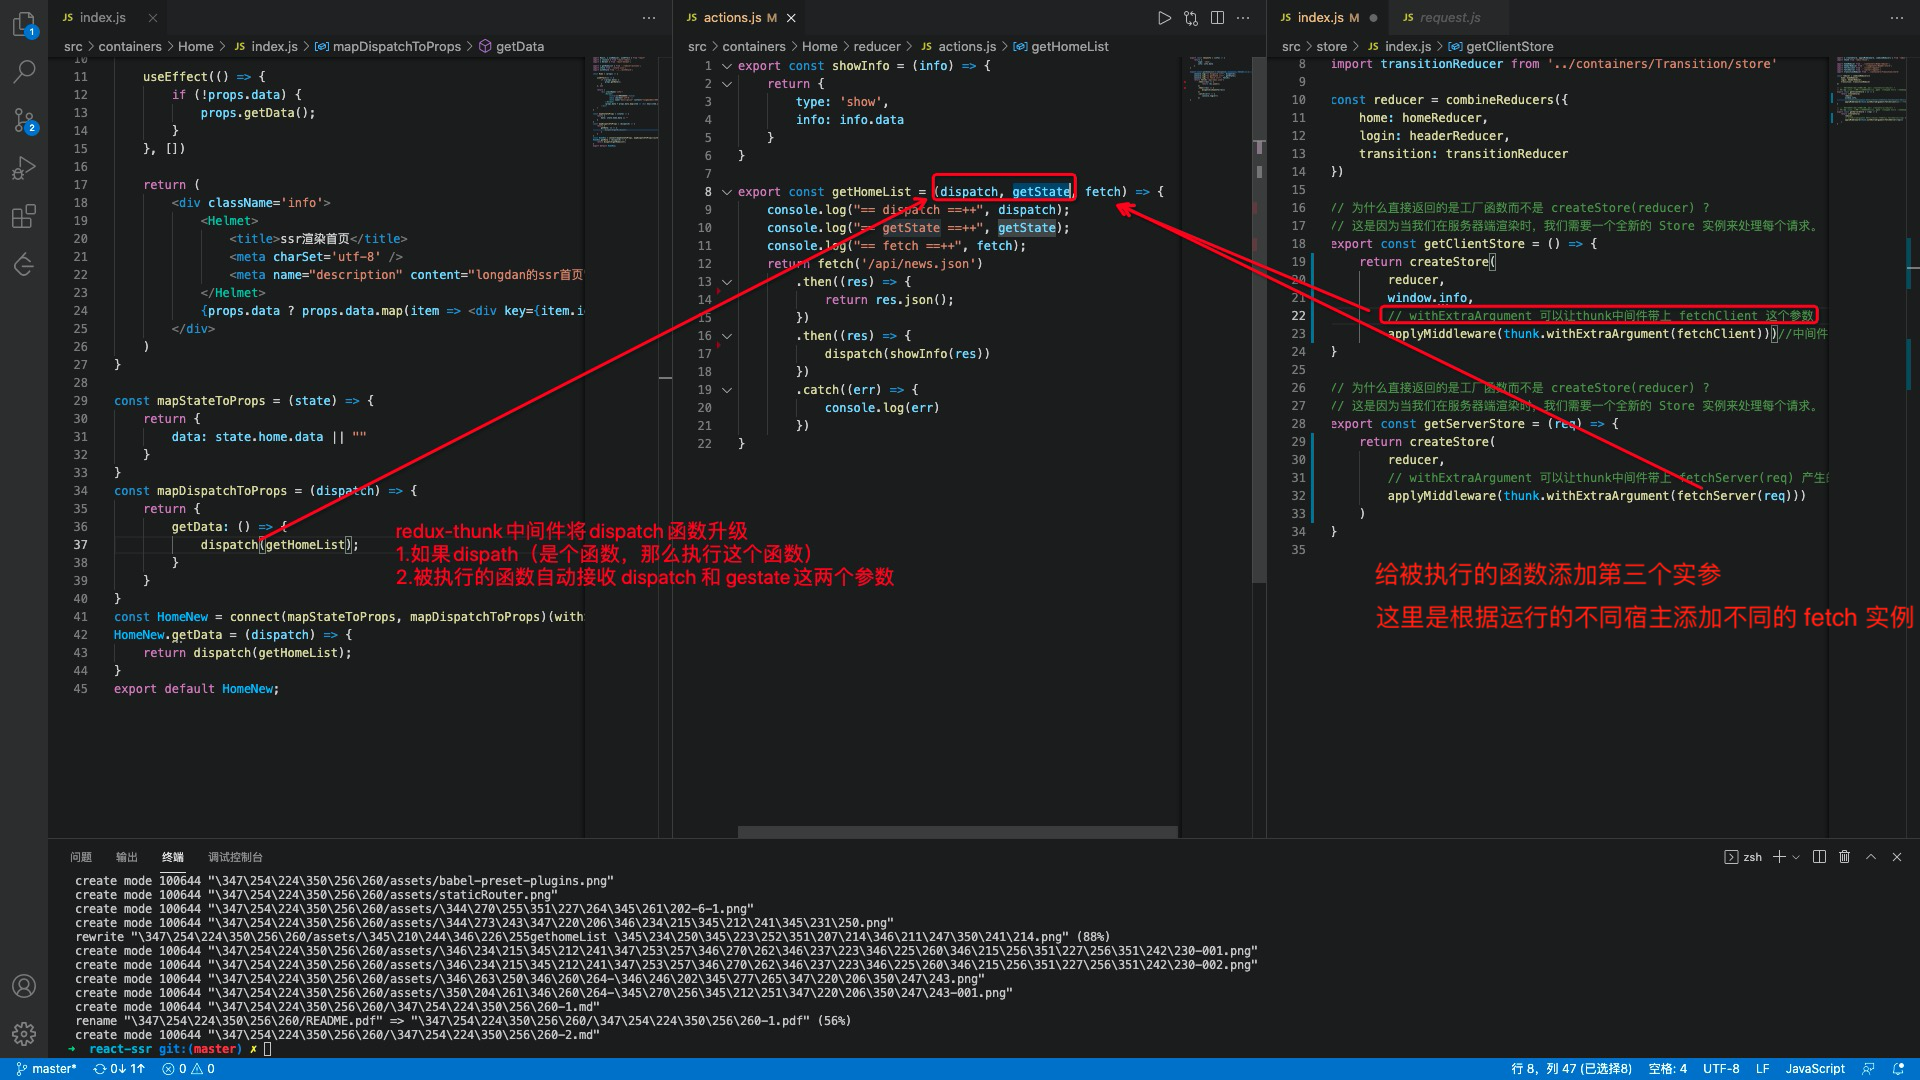 JS index.js
src > containers > Home > JS index.js > mapDispatchToProps > getData
10
11 useEffect(() => {
12 if (!props.data) {
13 props.getData();
14 }
15 }, [])
16
17 return (
18 <div className='info'>
19 <Helmet>
20 <title>ssr渲染首页</title>
21 <meta charSet='utf-8' />
22 <meta name="description" content="longdan的ssr首页"
23 </Helmet>
24 {props.data ? props.data.map(item => <div key={item.i
25 </div>
26 )
27 }
28
29 const mapStateToProps = (state) => {
30 return {
31 data: state.home.data || ""
32 }
33 }
34 const mapDispatchToProps = (dispatch) => {
35 return {
36 getData: () => {
37 dispatch(getHomeList);
38 }
39 }
40 }
41 const HomeNew = connect(mapStateToProps, mapDispatchToProps)(with
42 HomeNew.getData = (dispatch) => {
43 return dispatch(getHomeList);
44 }
45 export default HomeNew;
redux-thunk 中间件将 dispatch 函数升级
1.如果 dispath（是个函数，那么执行这个函数）
2.被执行的函数自动接收 dispatch 和 gestate 这两个参数
JS actions.js M
src > containers > Home > reducer > JS actions.js > getHomeList
1 export const showInfo = (info) => {
2 return {
3 type: 'show',
4 info: info.data
5 }
6 }
7
8 export const getHomeList = (dispatch, getState, fetch) => {
9 console.log("== dispatch ==++", dispatch);
10 console.log("== getState ==++", getState);
11 console.log("== fetch ==++", fetch);
12 return fetch('/api/news.json')
13 .then((res) => {
14 return res.json();
15 })
16 .then((res) => {
17 dispatch(showInfo(res))
18 })
19 .catch((err) => {
20 console.log(err)
21 })
22 }
JS index.js M
JS request.js
src > store > JS index.js > getClientStore
8 import transitionReducer from '../containers/Transition/store'
9
10 const reducer = combineReducers({
11 home: homeReducer,
12 login: headerReducer,
13 transition: transitionReducer
14 })
15
16 // 为什么直接返回的是工厂函数而不是 createStore(reducer) ?
17 // 这是因为当我们在服务器端渲染时，我们需要一个全新的 Store 实例来处理每个请求。
18 export const getClientStore = () => {
19 return createStore(
20 reducer,
21 window.info,
22 // withExtraArgument 可以让thunk中间件带上 fetchClient 这个参数
23 applyMiddleware(thunk.withExtraArgument(fetchClient)))//中间件
24 }
25
26 // 为什么直接返回的是工厂函数而不是 createStore(reducer) ?
27 // 这是因为当我们在服务器端渲染时，我们需要一个全新的 Store 实例来处理每个请求。
28 export const getServerStore = (req) => {
29 return createStore(
30 reducer,
31 // withExtraArgument 可以让thunk中间件带上 fetchServer(req) 产生
32 applyMiddleware(thunk.withExtraArgument(fetchServer(req)))
33 )
34 }
35
给被执行的函数添加第三个实参
这里是根据运行的不同宿主添加不同的 fetch 实例
1
2
问题 输出 终端 调试控制台
zsh
create mode 100644 "\347\254\224\350\256\260/assets/babel-preset-plugins.png"
create mode 100644 "\347\254\224\350\256\260/assets/staticRouter.png"
create mode 100644 "\347\254\224\350\256\260/assets/\344\270\255\351\227\264\345\261\202-6-1.png"
create mode 100644 "\347\254\224\350\256\260/assets/\344\273\243\347\220\206\346\234\215\345\212\241\345\231\250.png"
rewrite "\347\254\224\350\256\260/assets/\345\210\244\346\226\255gethomeList \345\234\250\345\223\252\351\207\214\346\211\247\350\241\214.png" (88%)
create mode 100644 "\347\254\224\350\256\260/assets/\346\234\215\345\212\241\347\253\257\346\270\262\346\237\223\346\225\260\346\215\256\351\227\256\351\242\230-001.png"
create mode 100644 "\347\254\224\350\256\260/assets/\346\234\215\345\212\241\347\253\257\346\270\262\346\237\223\346\225\260\346\215\256\351\227\256\351\242\230-002.png"
create mode 100644 "\347\254\224\350\256\260/assets/\346\263\250\346\260\264-\346\246\202\345\277\265\347\220\206\350\247\243.png"
create mode 100644 "\347\254\224\350\256\260/assets/\350\204\261\346\260\264-\345\270\256\345\212\251\347\220\206\350\247\243-001.png"
create mode 100644 "\347\254\224\350\256\260/\347\254\224\350\256\260-1.md"
rename "\347\254\224\350\256\260/README.pdf" => "\347\254\224\350\256\260/\347\254\224\350\256\260-1.pdf" (56%)
create mode 100644 "\347\254\224\350\256\260/\347\254\224\350\256\260-2.md"
➜ react-ssr git:(master) ✗
master* 0↓ 1↑ 0 0
行 8，列 47 (已选择8) 空格: 4 UTF-8 LF JavaScript